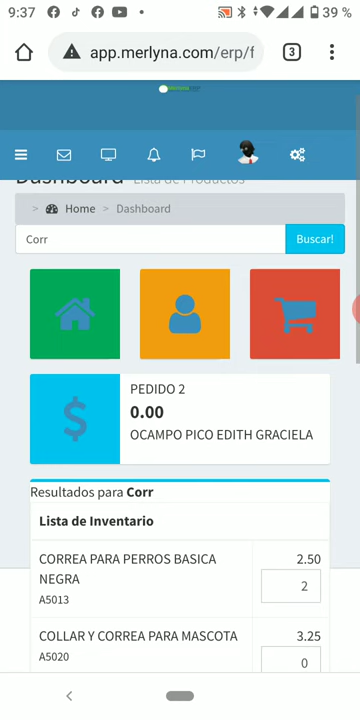 9:37
39 %
app.merlyna.com/erp/f
3
Dashboard Lista de Productos
> Home > Dashboard
Corr
Buscar!
PEDIDO 2
0.00
OCAMPO PICO EDITH GRACIELA
Resultados para Corr
Lista de Inventario
CORREA PARA PERROS BASICA 2.50
NEGRA
2
A5013
COLLAR Y CORREA PARA MASCOTA 3.25
A5020
0